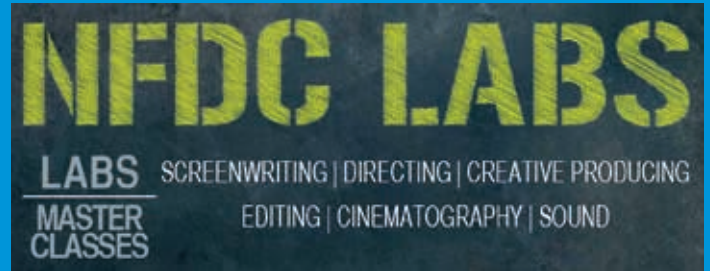 NFDC LABS
LABS
SCREENWRITING | DIRECTING | CREATIVE PRODUCING
MASTER
CLASSES
EDITING | CINEMATOGRAPHY | SOUND